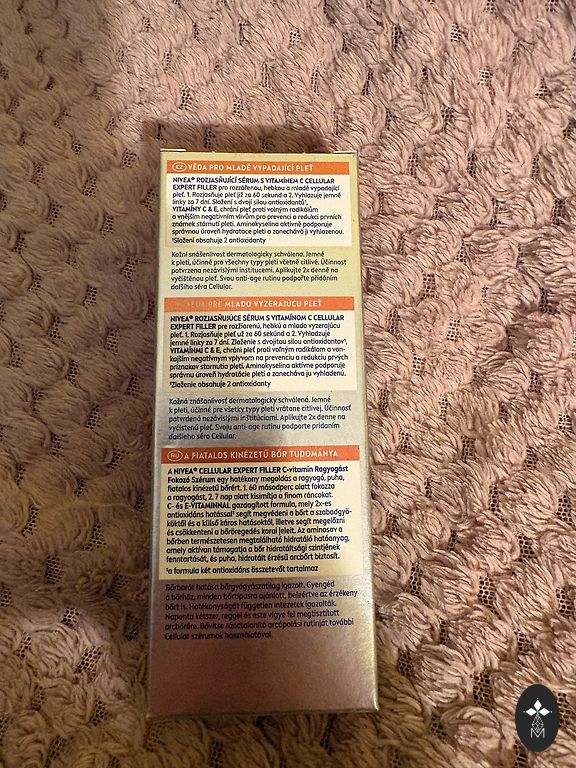 CZ VĚDA PRO MLADĚ VYPADAJÍCÍ PLEŤ
NIVEA® ROZJASŇUJÍCÍ SÉRUM S VITAMÍNEM C CELLULAR
EXPERT FILLER pro rozzářenou, hebkou a mladě vypadající
pleť. 1. Rozjasňuje pleť již za 60 sekund a 2. Vyhlazuje jemné
linky za 7 dní. Složení s dvojí silou antioxidantů¹,
VITAMÍNY C & E, chrání pleť proti volným radikálům
a vnějším negativním vlivům pro prevenci a redukci prvních
známek stárnutí pleti. Aminokyselina aktivně podporuje
správnou úroveň hydratace pleti a zanechává ji vyhlazenou.
¹Složení obsahuje 2 antioxidanty
Kožní snášenlivost dermatologicky schválena. Jemné
k pleti, účinné pro všechny typy pleti včetně citlivé. Účinnost
potvrzena nezávislými institucemi. Aplikujte 2x denně na
vyčištěnou pleť. Svou anti-age rutinu podpořte přidáním
dalšího séra Cellular.
VEDA PRE MLADO VYZERAJÚCU PLEŤ
NIVEA® ROZJASŇUJÚCE SÉRUM S VITAMÍNOM C CELLULAR
EXPERT FILLER pre rozžiarenú, hebkú a mlado vyzerajúcu
pleť. 1. Rozjasňuje pleť už za 60 sekúnd a 2. Vyhladzuje
jemné linky za 7 dní. Zloženie s dvojitou silou antioxidantov¹,
VITAMÍNMI C & E, chráni pleť proti voľným radikálom a von-
kajším negatívnym vplyvom na prevenciu a redukciu prvých
príznakov starnutia pleti. Aminokyselina aktívne podporuje
správnu úroveň hydratácie pleti a zanecháva ju vyhladenú.
¹Zloženie obsahuje 2 antioxidanty
Kožná znášanlivosť dermatologicky schválená. Jemné
k pleti, účinné pre všetky typy pleti vrátane citlivej. Účinnosť
potvrdená nezávislými inštitúciami. Aplikujte 2x denne na
vyčistenú pleť. Svoju anti-age rutinu podporte pridaním
ďalšieho séra Cellular.
HU A FIATALOS KINÉZETŰ BŐR TUDOMÁNYA
A NIVEA® CELLULAR EXPERT FILLER C-vitamin Ragyogást
Fokozó Szérum egy hatékony megoldás a ragyogó, puha,
fiatalos kinézetű bőrért. 1. 60 másodperc alatt fokozza
a ragyogást, 2. 7 nap alatt kisimítja a finom ráncokat.
C- és E-VITAMINNAL gazdagított formula, mely 2x-es
antioxidáns hatással¹ segít megvédeni a bőrt a szabadgyö-
köktől és a külső káros hatásoktól, illetve segít megelőzni
és csökkenteni a bőröregedés korai jeleit. Az aminosav a
bőrben természetesen megtalálható hidratáló hatóanyag,
amely aktívan támogatja a bőr hidratáltsági szintjének
fenntartását, és puha, hidratált érzésű arcbőrt biztosít.
¹a formula két antioxidáns összetevőt tartalmaz
Bőrbarát hatása bőrgyógyászatilag igazolt. Gyengéd
a bőrhöz, minden bőrtípusra ajánlott, beleértve az érzékeny
bőrt is. Hatékonyságát független intézetek igazolták.
Naponta kétszer, reggel és este vigye fel megtisztított
arcbőrére. Bővítse ránctalanító arcápolási rutinját további
Cellular szérumok használatával.